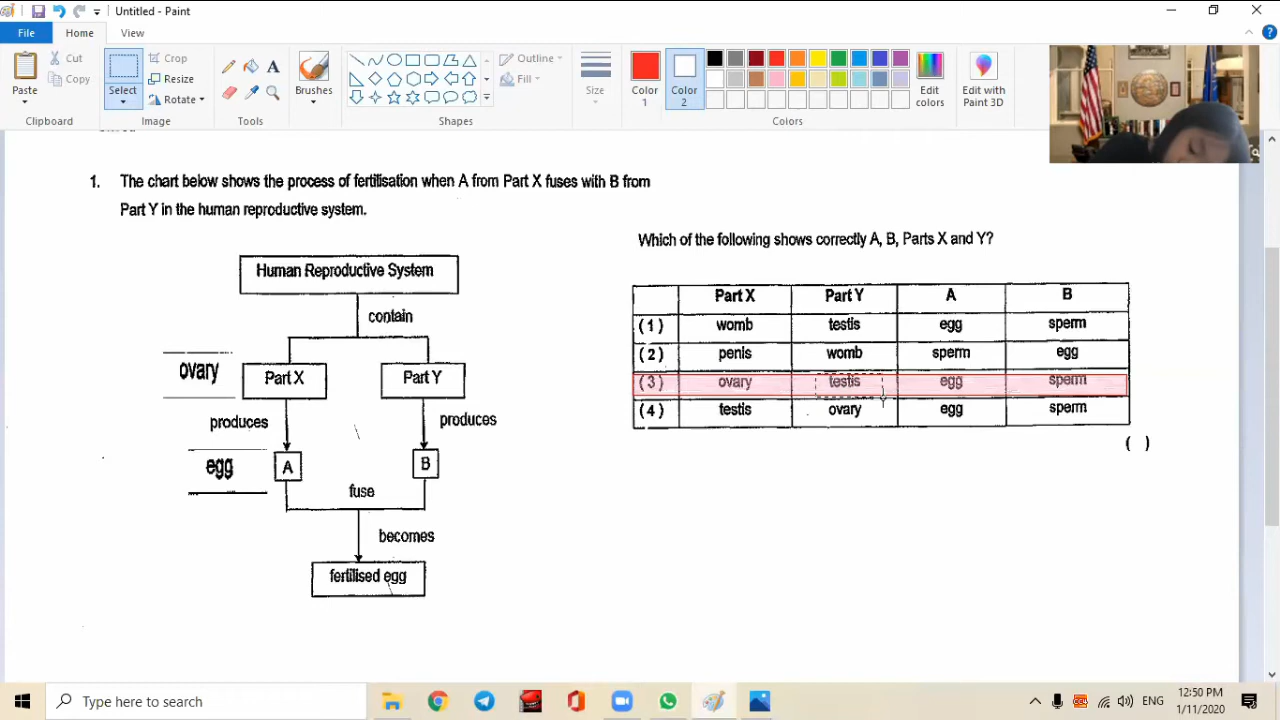 Untitled - Paint
File
Home
View
Paste
Cut
Copy
Clipboard
Select
Crop
Resize
Rotate
Image
Tools
Brushes
Shapes
Outline
Fill
Size
Color 1
Color 2
Colors
Edit colors
Edit with Paint 3D
1. The chart below shows the process of fertilisation when A from Part X fuses with B from
Part Y in the human reproductive system.
Human Reproductive System
contain
ovary
Part X
Part Y
produces
produces
egg
A
B
fuse
becomes
fertilised egg
Which of the following shows correctly A, B, Parts X and Y?
Part X Part Y A B
(1) womb testis egg sperm
(2) penis womb sperm egg
(3) ovary testis egg sperm
(4) testis ovary egg sperm
( )
Type here to search
ENG
12:50 PM
1/11/2020